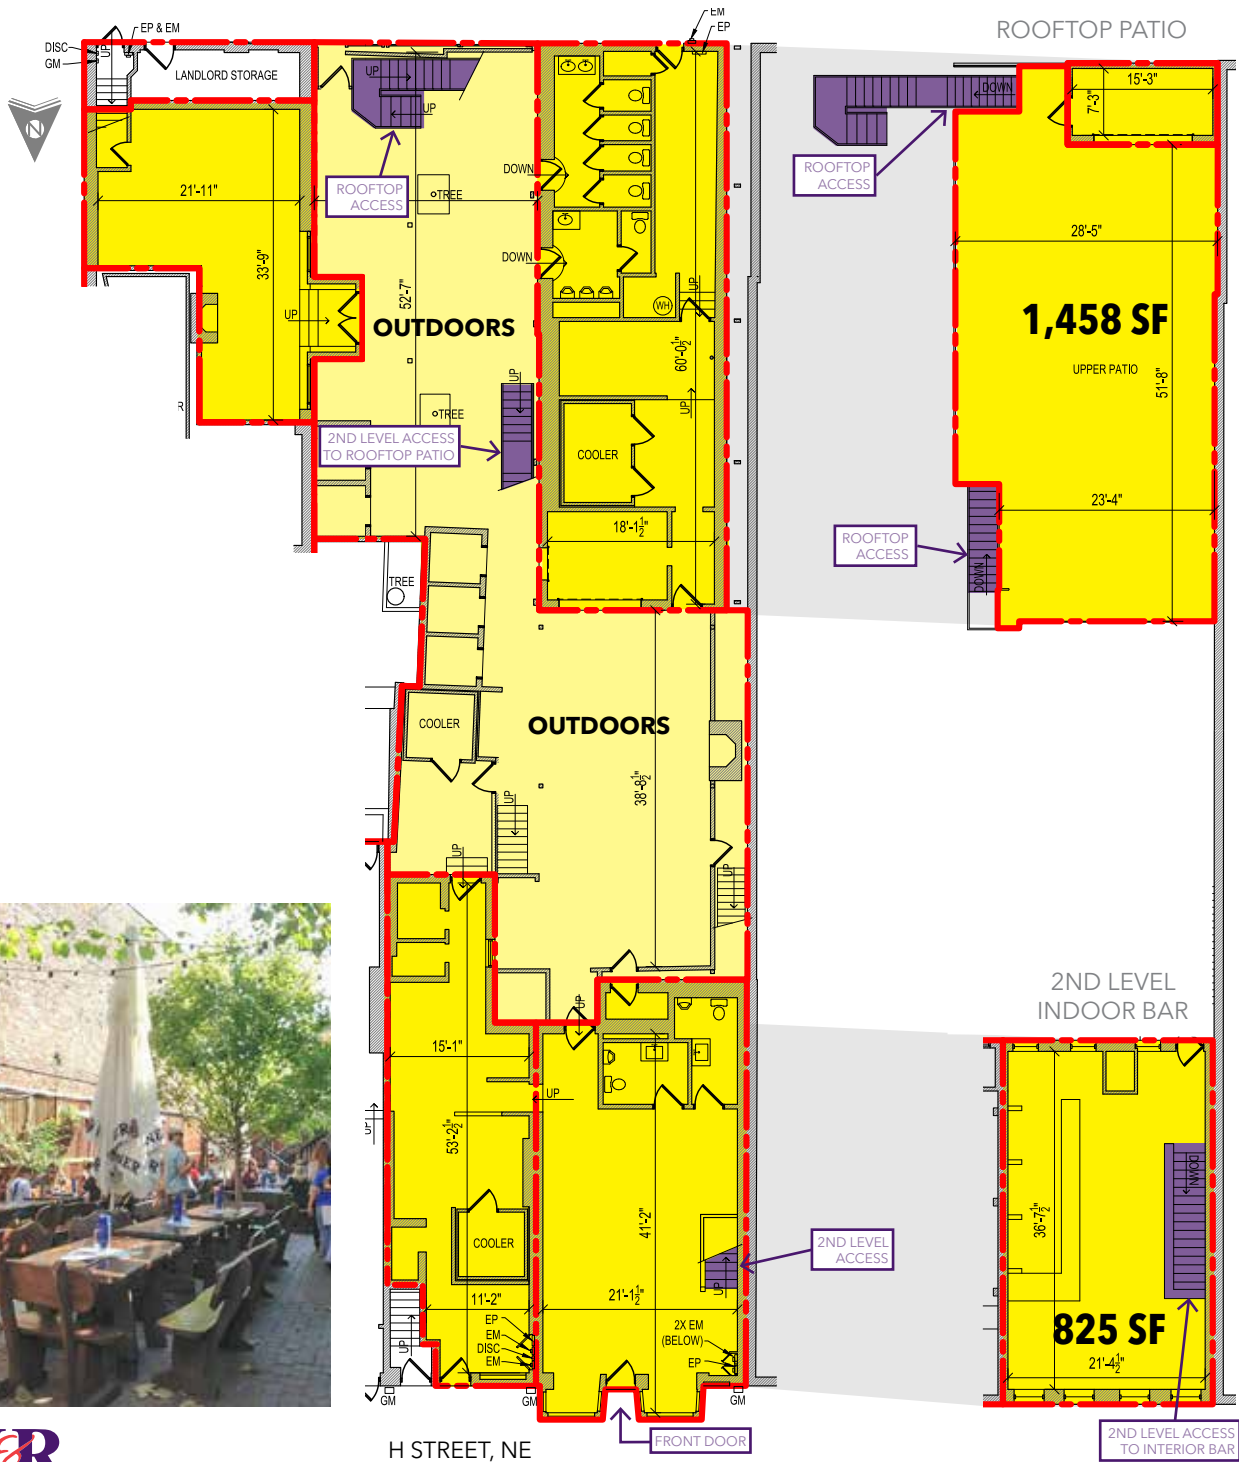 EM
EP
EP & EM
DISC
GM
UP
LANDLORD STORAGE
N
ROOFTOP PATIO
15'-3"
7'-3"
DOWN
UP
UP
ROOFTOP
ACCESS
ROOFTOP
ACCESS
21'-11"
33'-9"
UP
TREE
52'-7"
OUTDOORS
DOWN
DOWN
WH
UP
60'-0½"
UP
28'-5"
1,458 SF
UPPER PATIO
51'-8"
UP
TREE
2ND LEVEL ACCESS
TO ROOFTOP PATIO
COOLER
18'-1½"
23'-4"
ROOFTOP
ACCESS
DOWN
TREE
COOLER
OUTDOORS
38'-8½"
UP
UP
UP
2ND LEVEL
INDOOR BAR
UP
15'-1"
UP
UP
53'-2½"
41'-2"
COOLER
2ND LEVEL
ACCESS
UP
11'-2"
21'-1½"
EP
EM
DISC
EM
2X EM
(BELOW)
EP
UP
GM
GM
GM
36'-7½"
DOWN
825 SF
21'-4½"
FRONT DOOR
H STREET, NE
2ND LEVEL ACCESS
TO INTERIOR BAR
&R